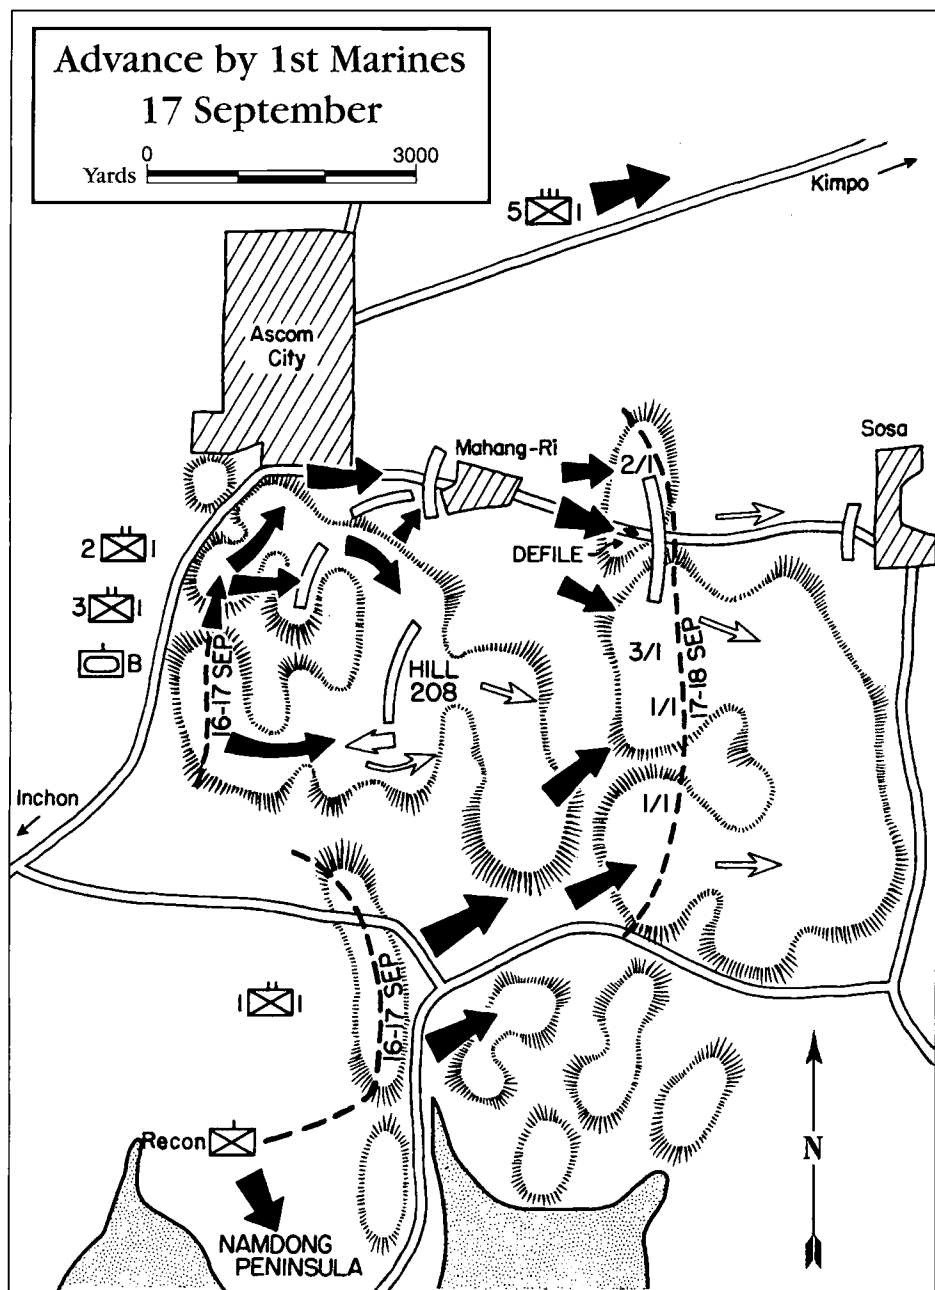 Advance by 1st Marines
17 September
0 3000
Yards
Kimpo
5 1
Ascom
City
Sosa
Mahang-Ri
2/1
2 1
DEFILE
3 1
B
3/1
HILL
208
16-17 SEP
17-18 SEP
1/1
Inchon
1/1
16-17 SEP
1 1
Recon
N
NAMDONG
PENINSULA